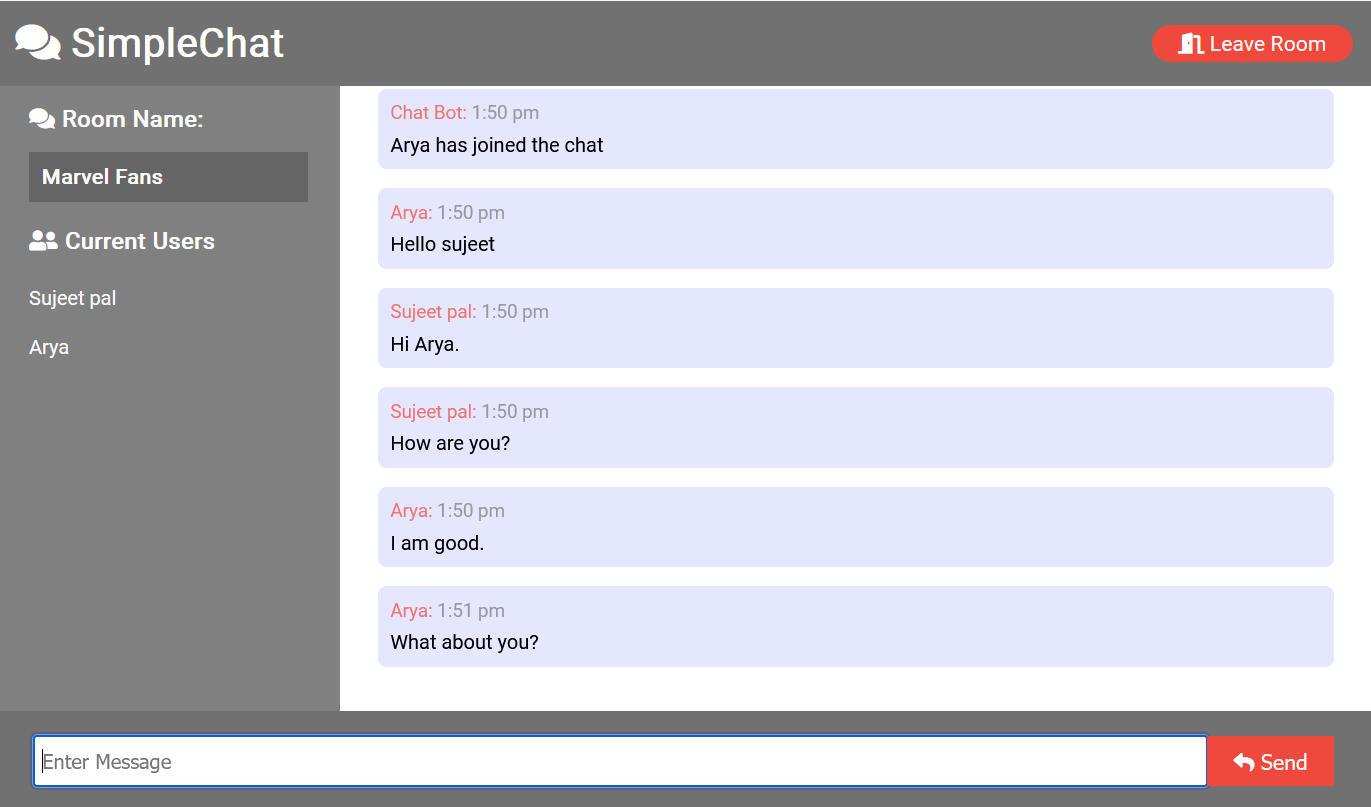 SimpleChat
Leave Room
Room Name:
Marvel Fans
Current Users
Sujeet pal
Arya
Chat Bot: 1:50 pm
Arya has joined the chat
Arya: 1:50 pm
Hello sujeet
Sujeet pal: 1:50 pm
Hi Arya.
Sujeet pal: 1:50 pm
How are you?
Arya: 1:50 pm
I am good.
Arya: 1:51 pm
What about you?
Enter Message
Send